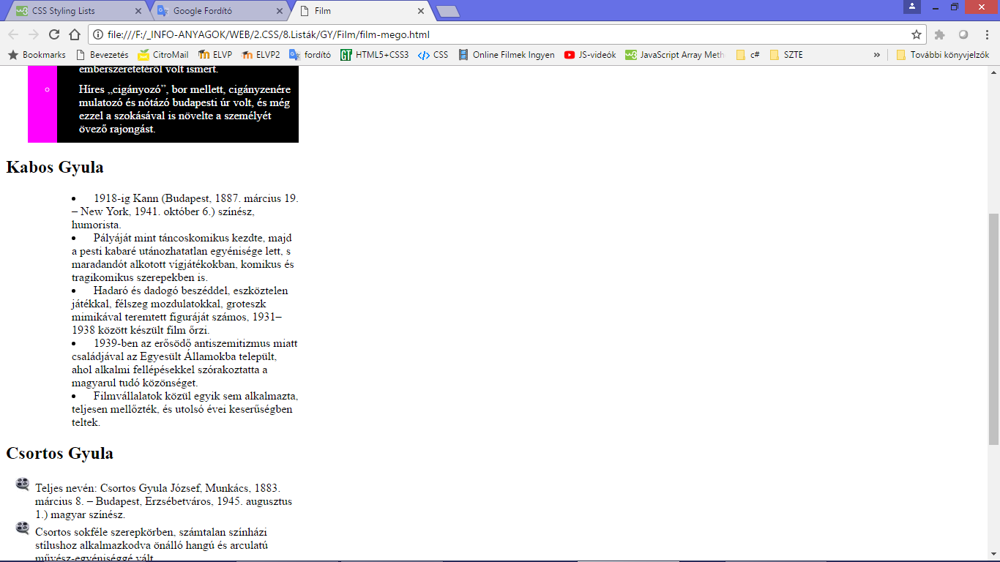 CSS Styling Lists
Google Fordító
Film
file:///F:/_INFO-ANYAGOK/WEB/2.CSS/8.Listák/GY/Film/film-mego.html
Bookmarks
Bevezetés
CitroMail
ELVP
ELVP2
fordító
HTML5+CSS3
CSS
Online Filmek Ingyen
JS-videók
JavaScript Array Meth
c#
SZTE
»
További könyvjelzők
emberszeretetéről volt ismert.
Híres „cigányozó”, bor mellett, cigányzenére
mulatozó és nótázó budapesti úr volt, és még
ezzel a szokásával is növelte a személyét
övező rajongást.
Kabos Gyula
1918-ig Kann (Budapest, 1887. március 19.
– New York, 1941. október 6.) színész,
humorista.
Pályáját mint táncoskomikus kezdte, majd
a pesti kabaré utánozhatatlan egyénisége lett, s
maradandót alkotott vígjátékokban, komikus és
tragikomikus szerepekben is.
Hadaró és dadogó beszéddel, eszköztelen
játékkal, félszeg mozdulatokkal, groteszk
mimikával teremtett figuráját számos, 1931–
1938 között készült film őrzi.
1939-ben az erősödő antiszemitizmus miatt
családjával az Egyesült Államokba települt,
ahol alkalmi fellépésekkel szórakoztatta a
magyarul tudó közönséget.
Filmvállalatok közül egyik sem alkalmazta,
teljesen mellőzték, és utolsó évei keserűségben
teltek.
Csortos Gyula
Teljes nevén: Csortos Gyula József, Munkács, 1883.
március 8. – Budapest, Erzsébetváros, 1945. augusztus
1.) magyar színész.
Csortos sokféle szerepkörben, számtalan színházi
stílushoz alkalmazkodva önálló hangú és arculatú
művész-egyéniséggé vált.